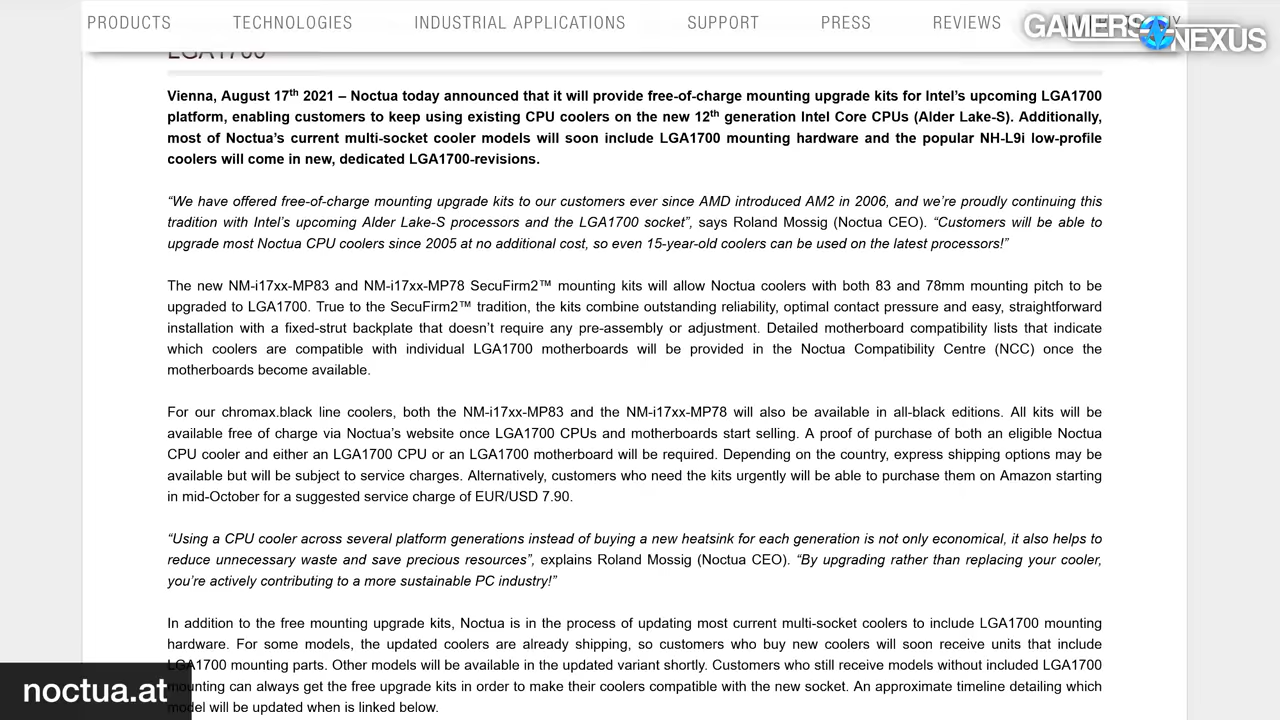 PRODUCTS TECHNOLOGIES INDUSTRIAL APPLICATIONS SUPPORT PRESS REVIEWS
GAMERS NEXUS
LGA1700
Vienna, August 17th 2021 – Noctua today announced that it will provide free-of-charge mounting upgrade kits for Intel's upcoming LGA1700
platform, enabling customers to keep using existing CPU coolers on the new 12th generation Intel Core CPUs (Alder Lake-S). Additionally,
most of Noctua's current multi-socket cooler models will soon include LGA1700 mounting hardware and the popular NH-L9i low-profile
coolers will come in new, dedicated LGA1700-revisions.
“We have offered free-of-charge mounting upgrade kits to our customers ever since AMD introduced AM2 in 2006, and we’re proudly continuing this
tradition with Intel’s upcoming Alder Lake-S processors and the LGA1700 socket”, says Roland Mossig (Noctua CEO). “Customers will be able to
upgrade most Noctua CPU coolers since 2005 at no additional cost, so even 15-year-old coolers can be used on the latest processors!”
The new NM-i17xx-MP83 and NM-i17xx-MP78 SecuFirm2™ mounting kits will allow Noctua coolers with both 83 and 78mm mounting pitch to be
upgraded to LGA1700. True to the SecuFirm2™ tradition, the kits combine outstanding reliability, optimal contact pressure and easy, straightforward
installation with a fixed-strut backplate that doesn’t require any pre-assembly or adjustment. Detailed motherboard compatibility lists that indicate
which coolers are compatible with individual LGA1700 motherboards will be provided in the Noctua Compatibility Centre (NCC) once the
motherboards become available.
For our chromax.black line coolers, both the NM-i17xx-MP83 and the NM-i17xx-MP78 will also be available in all-black editions. All kits will be
available free of charge via Noctua’s website once LGA1700 CPUs and motherboards start selling. A proof of purchase of both an eligible Noctua
CPU cooler and either an LGA1700 CPU or an LGA1700 motherboard will be required. Depending on the country, express shipping options may be
available but will be subject to service charges. Alternatively, customers who need the kits urgently will be able to purchase them on Amazon starting
in mid-October for a suggested service charge of EUR/USD 7.90.
“Using a CPU cooler across several platform generations instead of buying a new heatsink for each generation is not only economical, it also helps to
reduce unnecessary waste and save precious resources”, explains Roland Mossig (Noctua CEO). “By upgrading rather than replacing your cooler,
you’re actively contributing to a more sustainable PC industry!”
In addition to the free mounting upgrade kits, Noctua is in the process of updating most current multi-socket coolers to include LGA1700 mounting
hardware. For some models, the updated coolers are already shipping, so customers who buy new coolers will soon receive units that include
LGA1700 mounting parts. Other models will be available in the updated variant shortly. Customers who still receive models without included LGA1700
mounting can always get the free upgrade kits in order to make their coolers compatible with the new socket. An approximate timeline detailing which
model will be updated when is linked below.
noctua.at